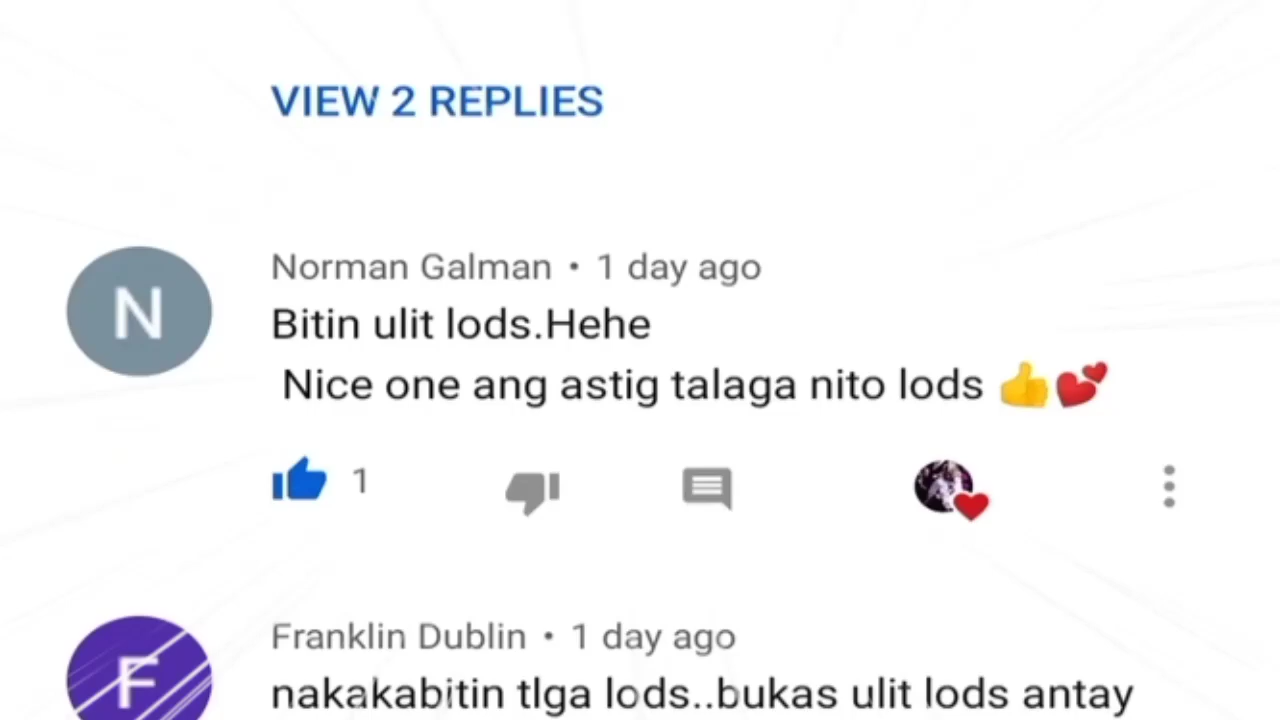 VIEW 2 REPLIES
N
Norman Galman • 1 day ago
Bitin ulit lods.Hehe
Nice one ang astig talaga nito lods 👍💕
1
F
Franklin Dublin • 1 day ago
nakakabitin tlga lods..bukas ulit lods antay